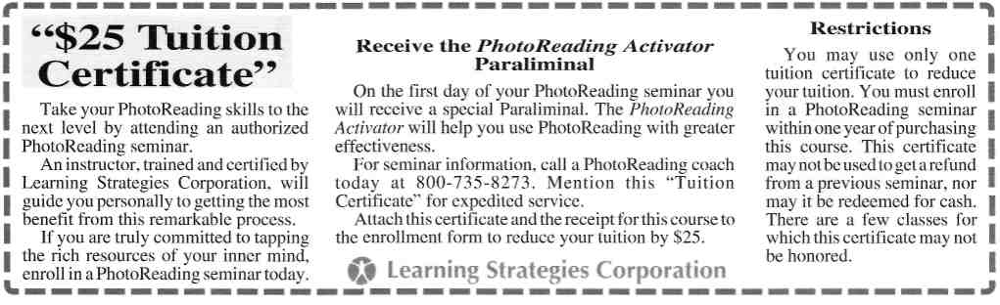 “$25 Tuition
Certificate”
Take your PhotoReading skills to the
next level by attending an authorized
PhotoReading seminar.
An instructor, trained and certified by
Learning Strategies Corporation, will
guide you personally to getting the most
benefit from this remarkable process.
If you are truly committed to tapping
the rich resources of your inner mind,
enroll in a PhotoReading seminar today.
Receive the PhotoReading Activator
Paraliminal
On the first day of your PhotoReading seminar you
will receive a special Paraliminal. The PhotoReading
Activator will help you use PhotoReading with greater
effectiveness.
For seminar information, call a PhotoReading coach
today at 800-735-8273. Mention this “Tuition
Certificate” for expedited service.
Attach this certificate and the receipt for this course to
the enrollment form to reduce your tuition by $25.
Learning Strategies Corporation
Restrictions
You may use only one
tuition certificate to reduce
your tuition. You must enroll
in a PhotoReading seminar
within one year of purchasing
this course. This certificate
may not be used to get a refund
from a previous seminar, nor
may it be redeemed for cash.
There are a few classes for
which this certificate may not
be honored.